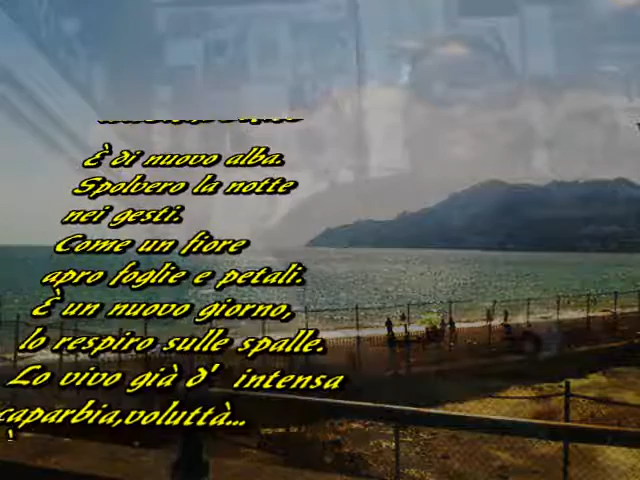 È di nuovo alba.
Spolvero la notte
nei gesti.
Come un fiore
apro foglie e petali.
È un nuovo giorno,
lo respiro sulle spalle.
Lo vivo già d' intensa
caparbia,voluttà...